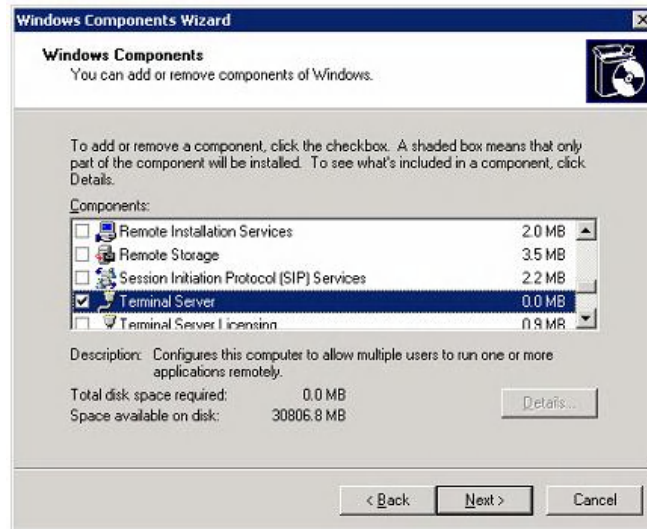 Windows Components Wizard
Windows Components
You can add or remove components of Windows.
To add or remove a component, click the checkbox. A shaded box means that only
part of the component will be installed. To see what's included in a component, click
Details.
Components:
Remote Installation Services 2.0 MB
Remote Storage 3.5 MB
Session Initiation Protocol (SIP) Services 2.2 MB
Terminal Server 0.0 MB
Terminal Server Licensing 0.9 MB
Description: Configures this computer to allow multiple users to run one or more
applications remotely.
Total disk space required: 0.0 MB
Space available on disk: 30806.8 MB
Details...
< Back Next > Cancel